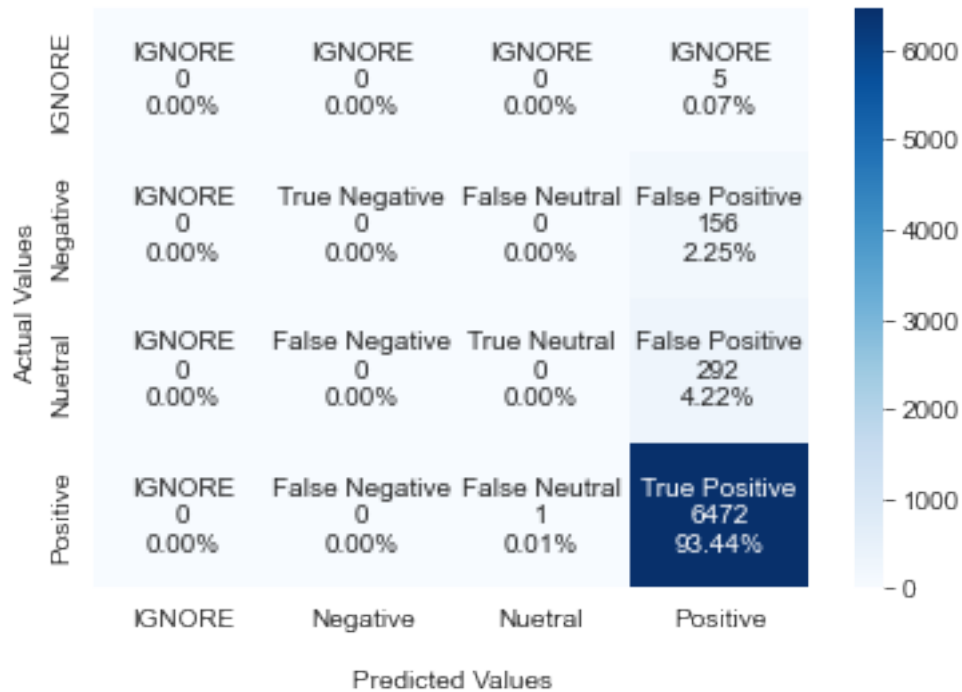 IGNORE IGNORE IGNORE IGNORE
0 0 0 5
0.00% 0.00% 0.00% 0.07%
IGNORE True Negative False Neutral False Positive
0 0 0 156
0.00% 0.00% 0.00% 2.25%
IGNORE False Negative True Neutral False Positive
0 0 0 292
0.00% 0.00% 0.00% 4.22%
IGNORE False Negative False Neutral True Positive
0 0 1 6472
0.00% 0.00% 0.01% 93.44%
IGNORE
Negative
Nuetral
Positive
Actual Values
IGNORE Negative Nuetral Positive
Predicted Values
6000
5000
4000
3000
2000
1000
0